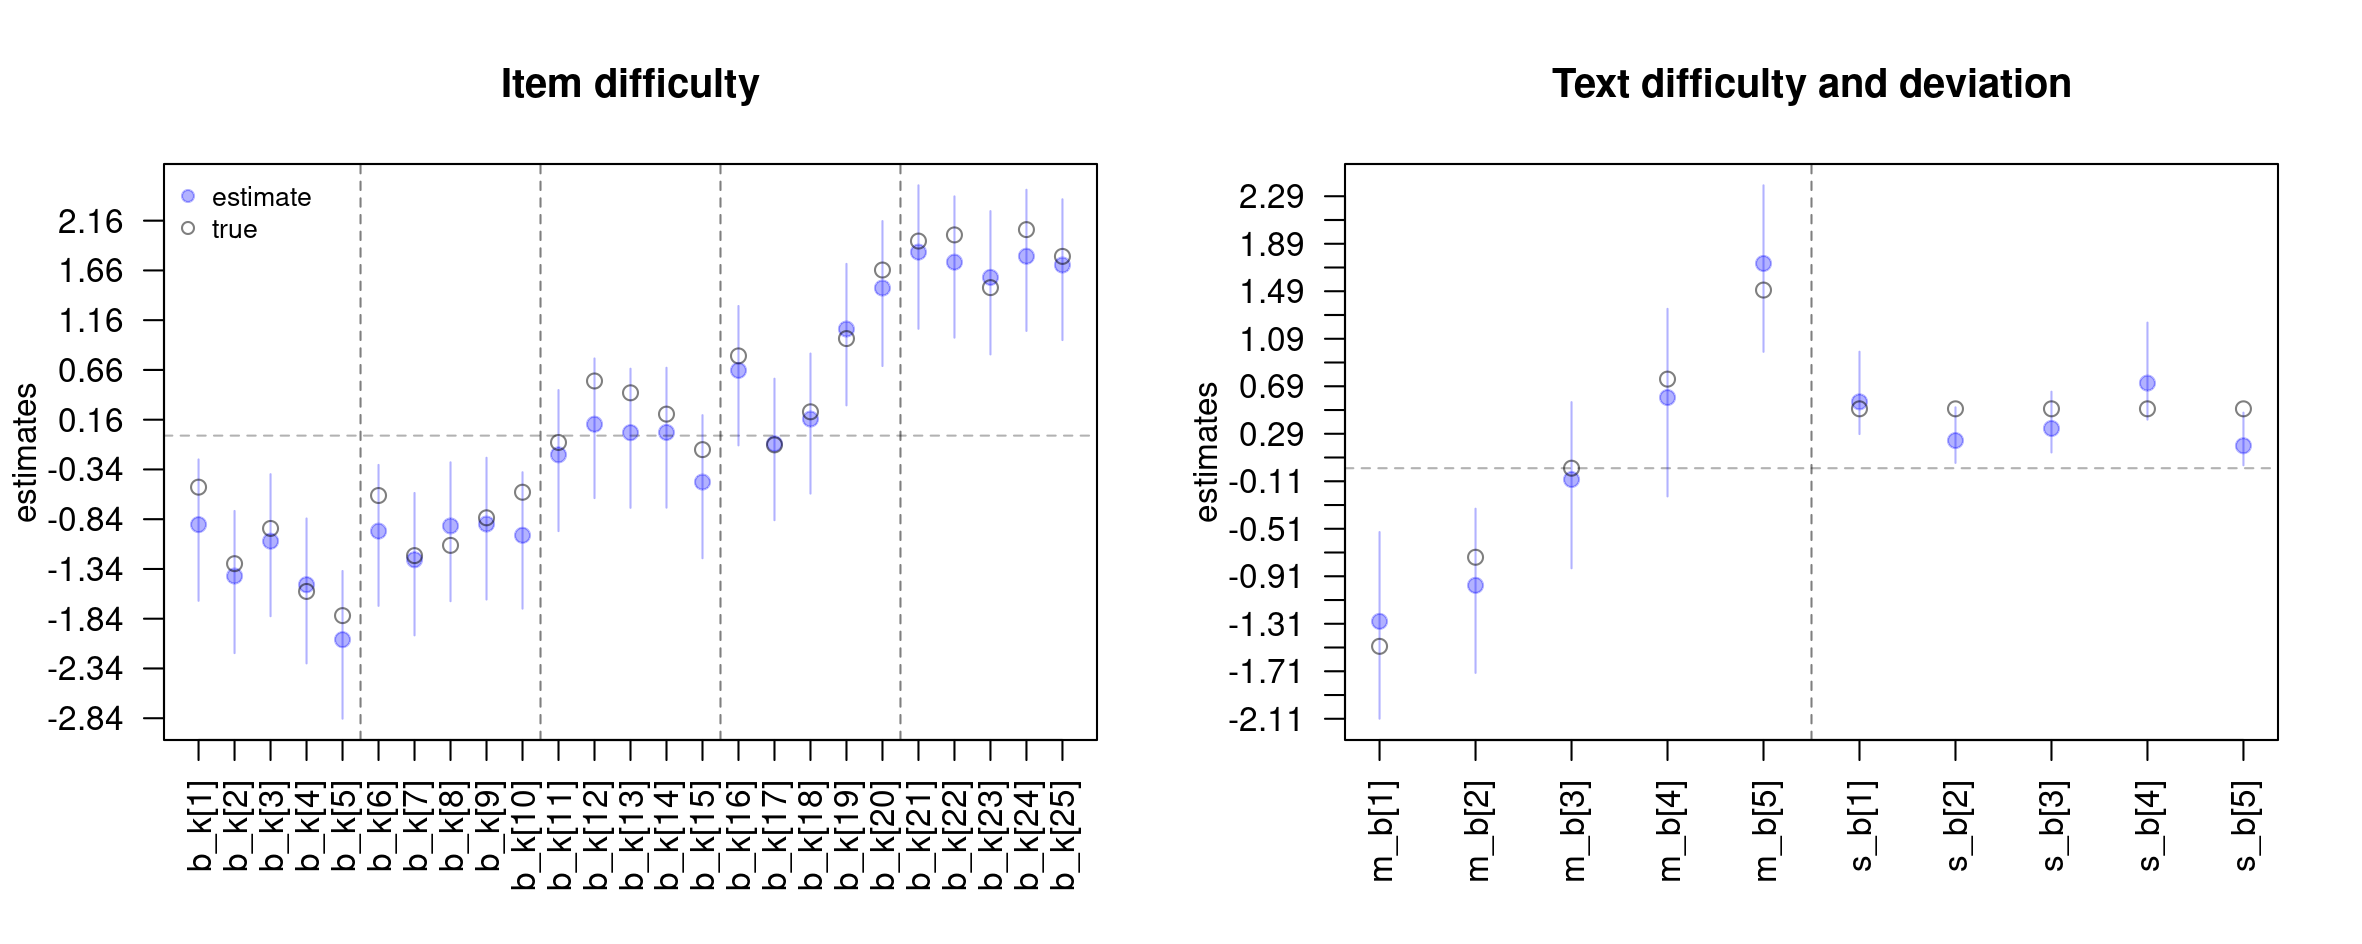 Item difficulty
estimates
2.16
1.66
1.16
0.66
0.16
-0.34
-0.84
-1.34
-1.84
-2.34
-2.84
estimate
true
b_k[1]
b_k[2]
b_k[3]
b_k[4]
b_k[5]
b_k[6]
b_k[7]
b_k[8]
b_k[9]
b_k[10]
b_k[11]
b_k[12]
b_k[13]
b_k[14]
b_k[15]
b_k[16]
b_k[17]
b_k[18]
b_k[19]
b_k[20]
b_k[21]
b_k[22]
b_k[23]
b_k[24]
b_k[25]
Text difficulty and deviation
estimates
2.29
1.89
1.49
1.09
0.69
0.29
-0.11
-0.51
-0.91
-1.31
-1.71
-2.11
m_b[1]
m_b[2]
m_b[3]
m_b[4]
m_b[5]
s_b[1]
s_b[2]
s_b[3]
s_b[4]
s_b[5]